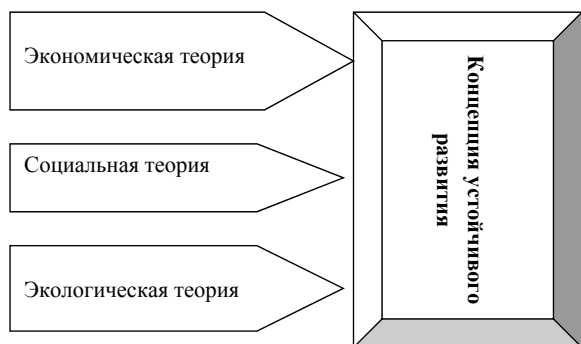 Экономическая теория
Социальная теория
Экологическая теория
Концепция устойчивого
развития